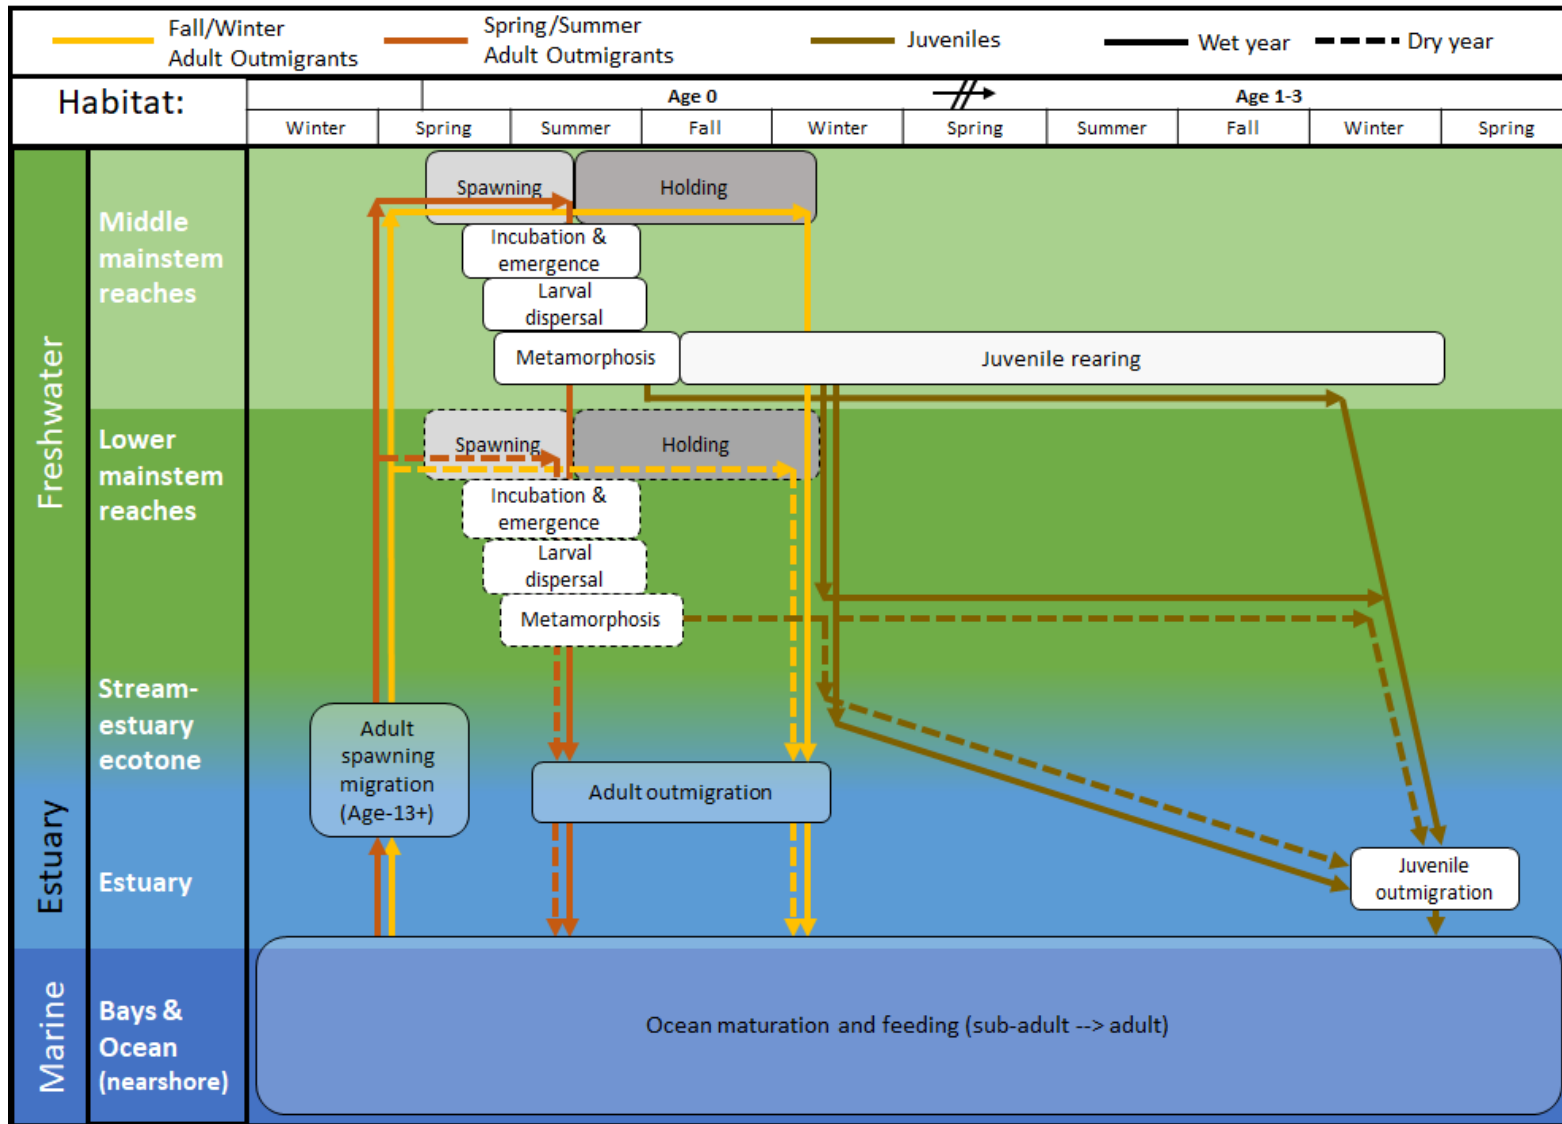 Fall/Winter
Adult Outmigrants
Spring/Summer
Adult Outmigrants
Juveniles
Wet year
Dry year
Habitat:
Age 0
Age 1-3
Winter
Spring
Summer
Fall
Winter
Spring
Summer
Fall
Winter
Spring
Freshwater
Middle
mainstem
reaches
Spawning
Holding
Incubation &
emergence
Larval
dispersal
Metamorphosis
Juvenile rearing
Lower
mainstem
reaches
Spawning
Holding
Incubation &
emergence
Larval
dispersal
Metamorphosis
Stream-
estuary
ecotone
Adult
spawning
migration
(Age-13+)
Adult outmigration
Estuary
Estuary
Juvenile
outmigration
Marine
Bays &
Ocean
(nearshore)
Ocean maturation and feeding (sub-adult --> adult)